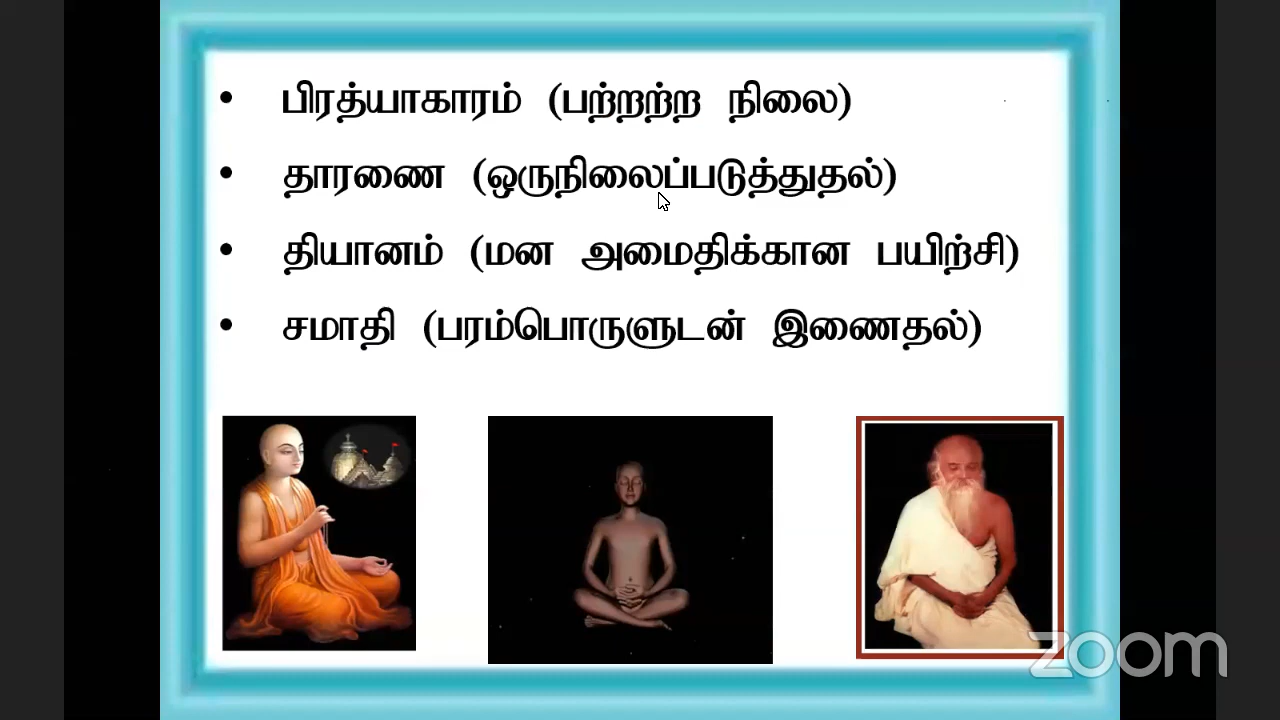 • பிரத்யாகாரம் (பற்றற்ற நிலை)
• தாரணை (ஒருநிலைப்படுத்துதல்)
• தியானம் (மன அமைதிக்கான பயிற்சி)
• சமாதி (பரம்பொருளுடன் இணைதல்)
zoom